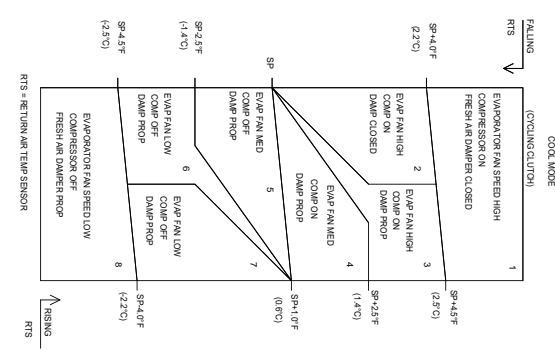 COOL MODE
(CYCLING CLUTCH)
FALLING
RTS
SP+4.0°F
(2.2°C)
SP
SP-2.5°F
(-1.4°C)
SP-4.5°F
(-2.5°C)
EVAPORATOR FAN SPEED HIGH
COMPRESSOR ON
FRESH AIR DAMPER CLOSED
1
EVAP FAN HIGH
COMP ON
DAMP CLOSED
2
EVAP FAN HIGH
COMP ON
DAMP PROP
3
EVAP FAN MED
COMP ON
DAMP PROP
4
EVAP FAN MED
COMP OFF
DAMP PROP
5
EVAP FAN LOW
COMP OFF
DAMP PROP
6
7
EVAP FAN LOW
COMP OFF
DAMP PROP
8
EVAPORATOR FAN SPEED LOW
COMPRESSOR OFF
FRESH AIR DAMPER PROP
SP+4.5°F
(2.5°C)
SP+2.5°F
(1.4°C)
SP+1.0°F
(0.6°C)
SP-4.0°F
(-2.2°C)
RISING
RTS
RTS = RETURN AIR TEMP SENSOR